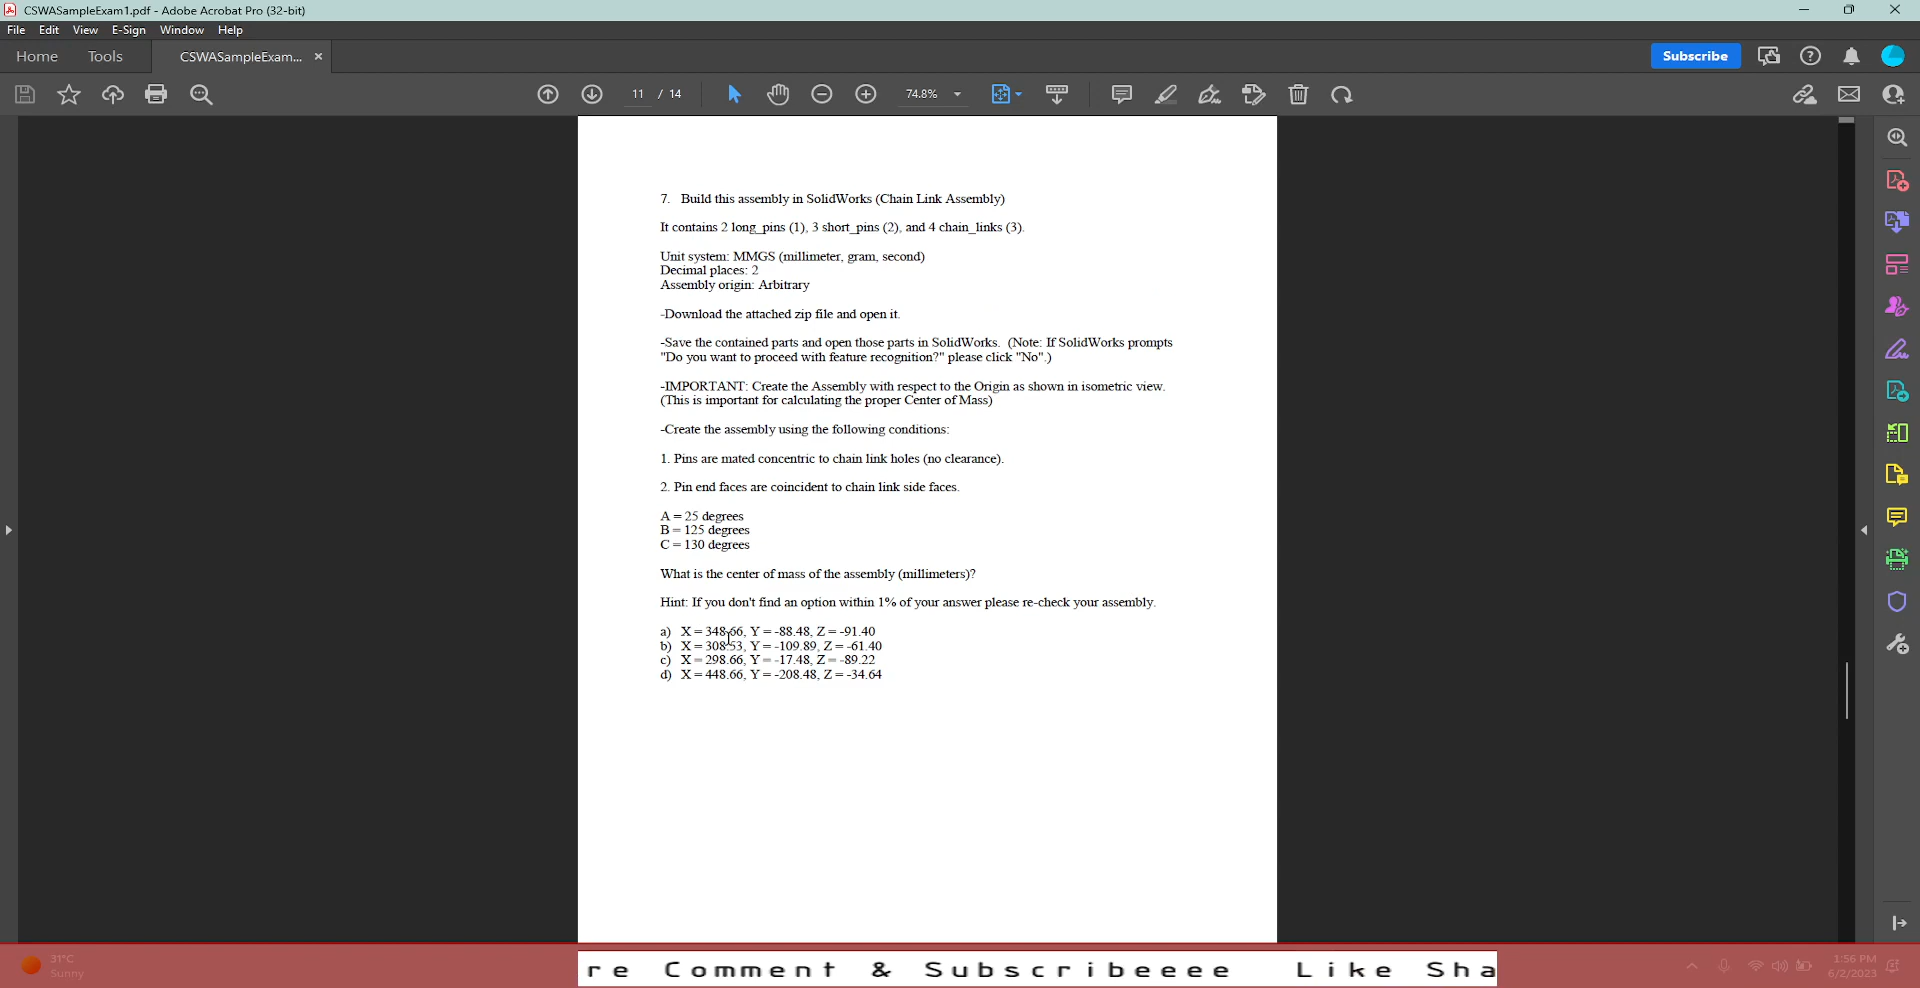 CSWASampleExam1.pdf - Adobe Acrobat Pro (32-bit)
File Edit View E-Sign Window Help
Home Tools CSWASampleExam... ×
Subscribe
11 / 14
74.8%
7. Build this assembly in SolidWorks (Chain Link Assembly)
It contains 2 long_pins (1), 3 short_pins (2), and 4 chain_links (3).
Unit system: MMGS (millimeter, gram, second)
Decimal places: 2
Assembly origin: Arbitrary
-Download the attached zip file and open it.
-Save the contained parts and open those parts in SolidWorks. (Note: If SolidWorks prompts
"Do you want to proceed with feature recognition?" please click "No".)
-IMPORTANT: Create the Assembly with respect to the Origin as shown in isometric view.
(This is important for calculating the proper Center of Mass)
-Create the assembly using the following conditions:
1. Pins are mated concentric to chain link holes (no clearance).
2. Pin end faces are coincident to chain link side faces.
A = 25 degrees
B = 125 degrees
C = 130 degrees
What is the center of mass of the assembly (millimeters)?
Hint: If you don't find an option within 1% of your answer please re-check your assembly.
a) X = 348.66, Y = -88.48, Z = -91.40
b) X = 308.53, Y = -109.89, Z = -61.40
c) X = 298.66, Y = -17.48, Z = -89.22
d) X = 448.66, Y = -208.48, Z = -34.64
31°C
Sunny
re Comment & Subscribeeee Like Sha
1:56 PM
6/2/2023